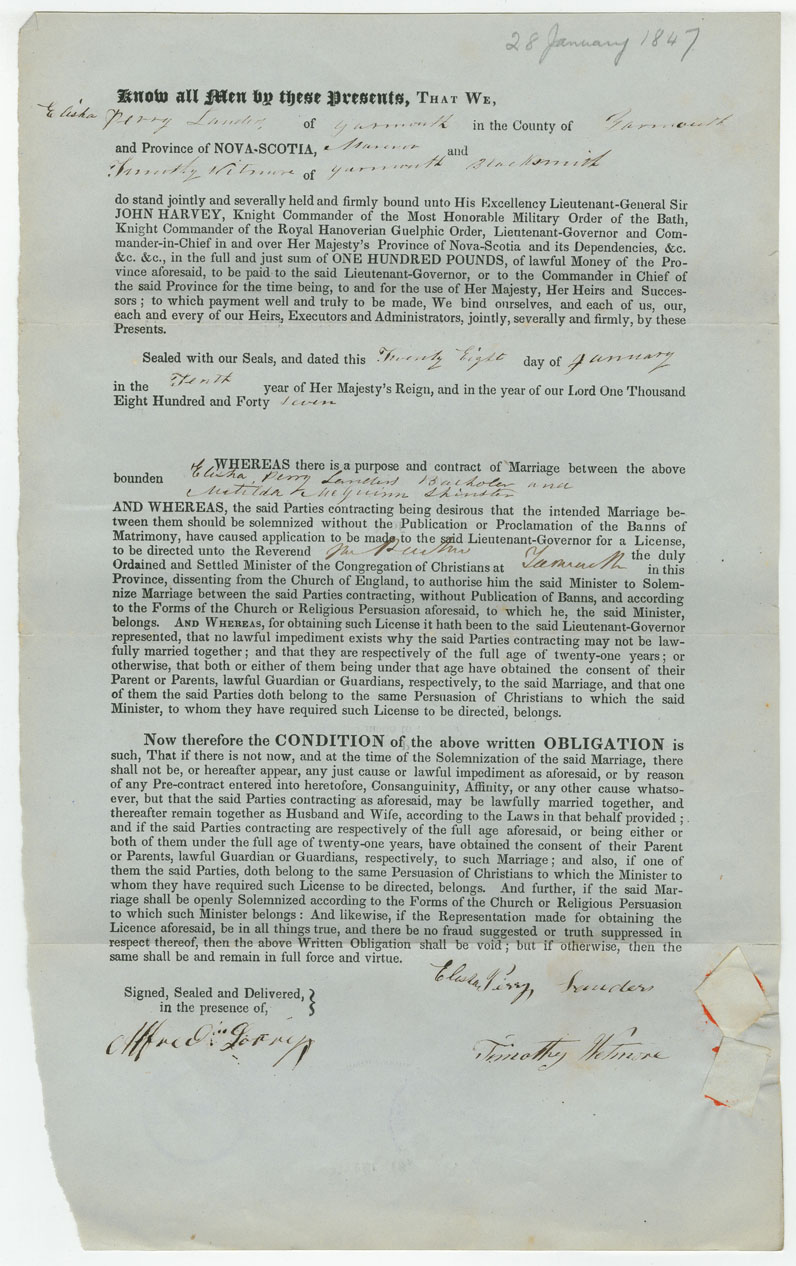 28 January 1847
Know all Men by these Presents, THAT WE,
Elisha Perry Landers, of Yarmouth in the County of Yarmouth
and Province of NOVA-SCOTIA, Mariner and
Timothy Wetmore of Yarmouth Blacksmith
do stand jointly and severally held and firmly bound unto His Excellency Lieutenant-General Sir
JOHN HARVEY, Knight Commander of the Most Honorable Military Order of the Bath,
Knight Commander of the Royal Hanoverian Guelphic Order, Lieutenant-Governor and Com-
mander-in-Chief in and over Her Majesty's Province of Nova-Scotia and its Dependencies, &c.
&c. &c., in the full and just sum of ONE HUNDRED POUNDS, of lawful Money of the Pro-
vince aforesaid, to be paid to the said Lieutenant-Governor, or to the Commander in Chief of
the said Province for the time being, to and for the use of Her Majesty, Her Heirs and Succes-
sors; to which payment well and truly to be made, We bind ourselves, and each of us, our,
each and every of our Heirs, Executors and Administrators, jointly, severally and firmly, by these
Presents.
Sealed with our Seals, and dated this Twenty Eight day of January
in the Tenth year of Her Majesty's Reign, and in the year of our Lord One Thousand
Eight Hundred and Forty seven
WHEREAS there is a purpose and contract of Marriage between the above
bounden Elisha Perry Landers Bacholer and
Matilda Spinster
AND WHEREAS, the said Parties contracting being desirous that the intended Marriage be-
tween them should be solemnized without the Publication or Proclamation of the Banns of
Matrimony, have caused application to be made to the said Lieutenant-Governor for a License,
to be directed unto the Reverend the duly
Ordained and Settled Minister of the Congregation of Christians at Yarmouth in this
Province, dissenting from the Church of England, to authorise him the said Minister to Solem-
nize Marriage between the said Parties contracting, without Publication of Banns, and according
to the Forms of the Church or Religious Persuasion aforesaid, to which he, the said Minister,
belongs. AND WHEREAS, for obtaining such License it hath been to the said Lieutenant-Governor
represented, that no lawful impediment exists why the said Parties contracting may not be law-
fully married together; and that they are respectively of the full age of twenty-one years; or
otherwise, that both or either of them being under that age have obtained the consent of their
Parent or Parents, lawful Guardian or Guardians, respectively, to the said Marriage, and that one
of them the said Parties doth belong to the same Persuasion of Christians to which the said
Minister, to whom they have required such License to be directed, belongs.
Now therefore the CONDITION of the above written OBLIGATION is
such, That if there is not now, and at the time of the Solemnization of the said Marriage, there
shall not be, or hereafter appear, any just cause or lawful impediment as aforesaid, or by reason
of any Pre-contract entered into heretofore, Consanguinity, Affinity, or any other cause whatso-
ever, but that the said Parties contracting as aforesaid, may be lawfully married together, and
thereafter remain together as Husband and Wife, according to the Laws in that behalf provided;
and if the said Parties contracting are respectively of the full age aforesaid, or being either or
both of them under the full age of twenty-one years, have obtained the consent of their Parent
or Parents, lawful Guardian or Guardians, respectively, to such Marriage; and also, if one of
them the said Parties, doth belong to the same Persuasion of Christians to which the Minister to
whom they have required such License to be directed, belongs. And further, if the said Mar-
riage shall be openly Solemnized according to the Forms of the Church or Religious Persuasion
to which such Minister belongs: And likewise, if the Representation made for obtaining the
Licence aforesaid, be in all things true, and there be no fraud suggested or truth suppressed in
respect thereof, then the above Written Obligation shall be void; but if otherwise, then the
same shall be and remain in full force and virtue.
Elisha Perry Landers
Signed, Sealed and Delivered,
in the presence of,
Alfred
Timothy Wetmore